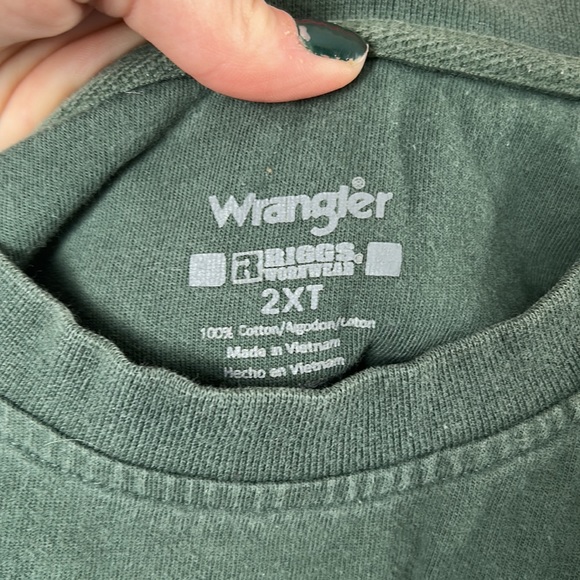 Wrangler®
R RIGGS®
WORKWEAR
2XT
100% Cotton/Algodon/Coton
Made in Vietnam
Hecho en Vietnam